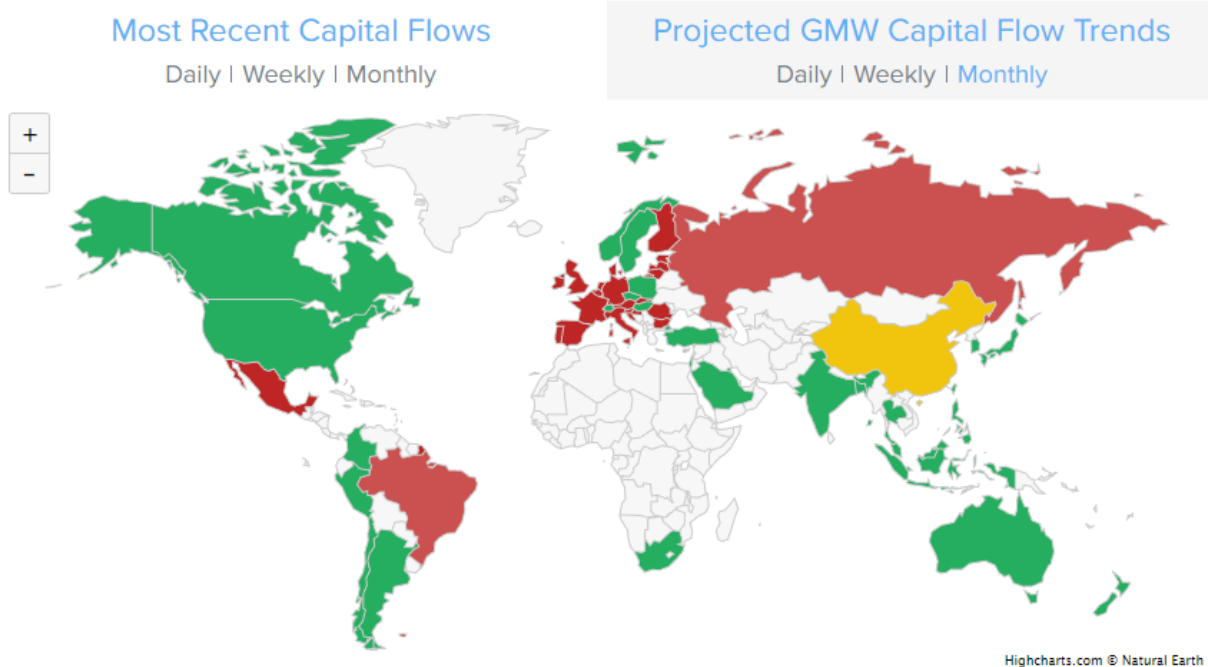 Most Recent Capital Flows
Daily | Weekly | Monthly
Projected GMW Capital Flow Trends
Daily | Weekly | Monthly
+
−
Highcharts.com © Natural Earth